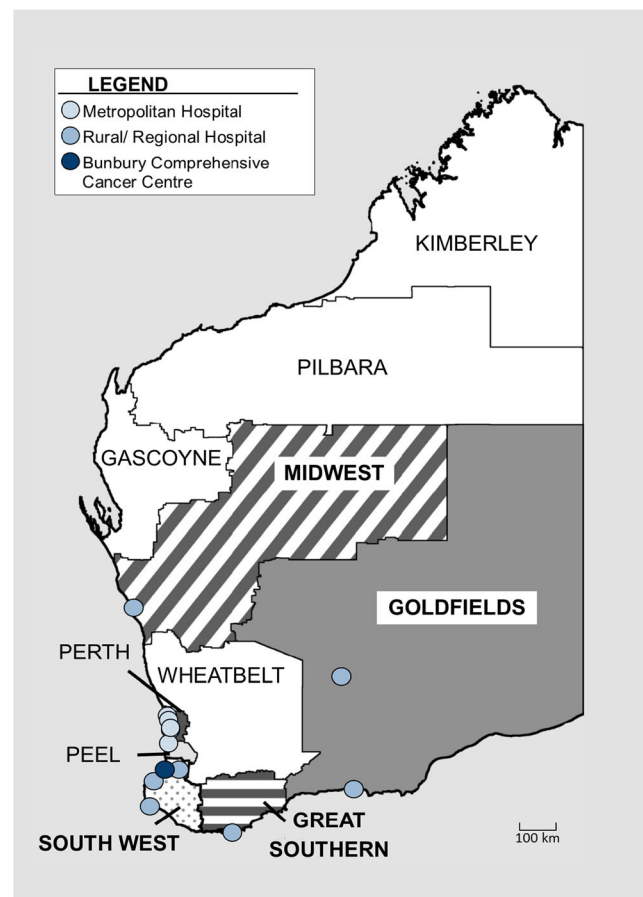 LEGEND
Metropolitan Hospital
Rural/ Regional Hospital
Bunbury Comprehensive
Cancer Centre
KIMBERLEY
PILBARA
GASCOYNE
MIDWEST
GOLDFIELDS
PERTH
WHEATBELT
PEEL
SOUTH WEST
GREAT
SOUTHERN
100 km